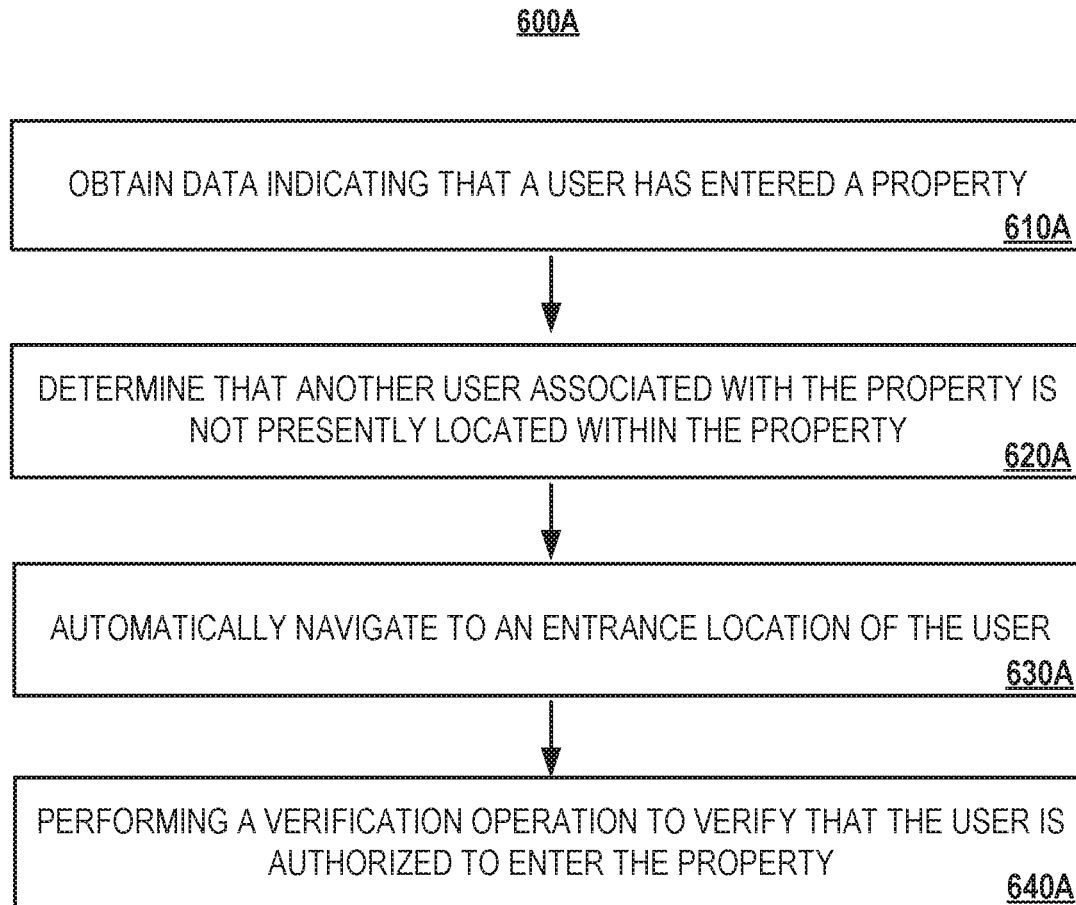 600A
OBTAIN DATA INDICATING THAT A USER HAS ENTERED A PROPERTY
610A
DETERMINE THAT ANOTHER USER ASSOCIATED WITH THE PROPERTY IS
NOT PRESENTLY LOCATED WITHIN THE PROPERTY
620A
AUTOMATICALLY NAVIGATE TO AN ENTRANCE LOCATION OF THE USER
630A
PERFORMING A VERIFICATION OPERATION TO VERIFY THAT THE USER IS
AUTHORIZED TO ENTER THE PROPERTY
640A